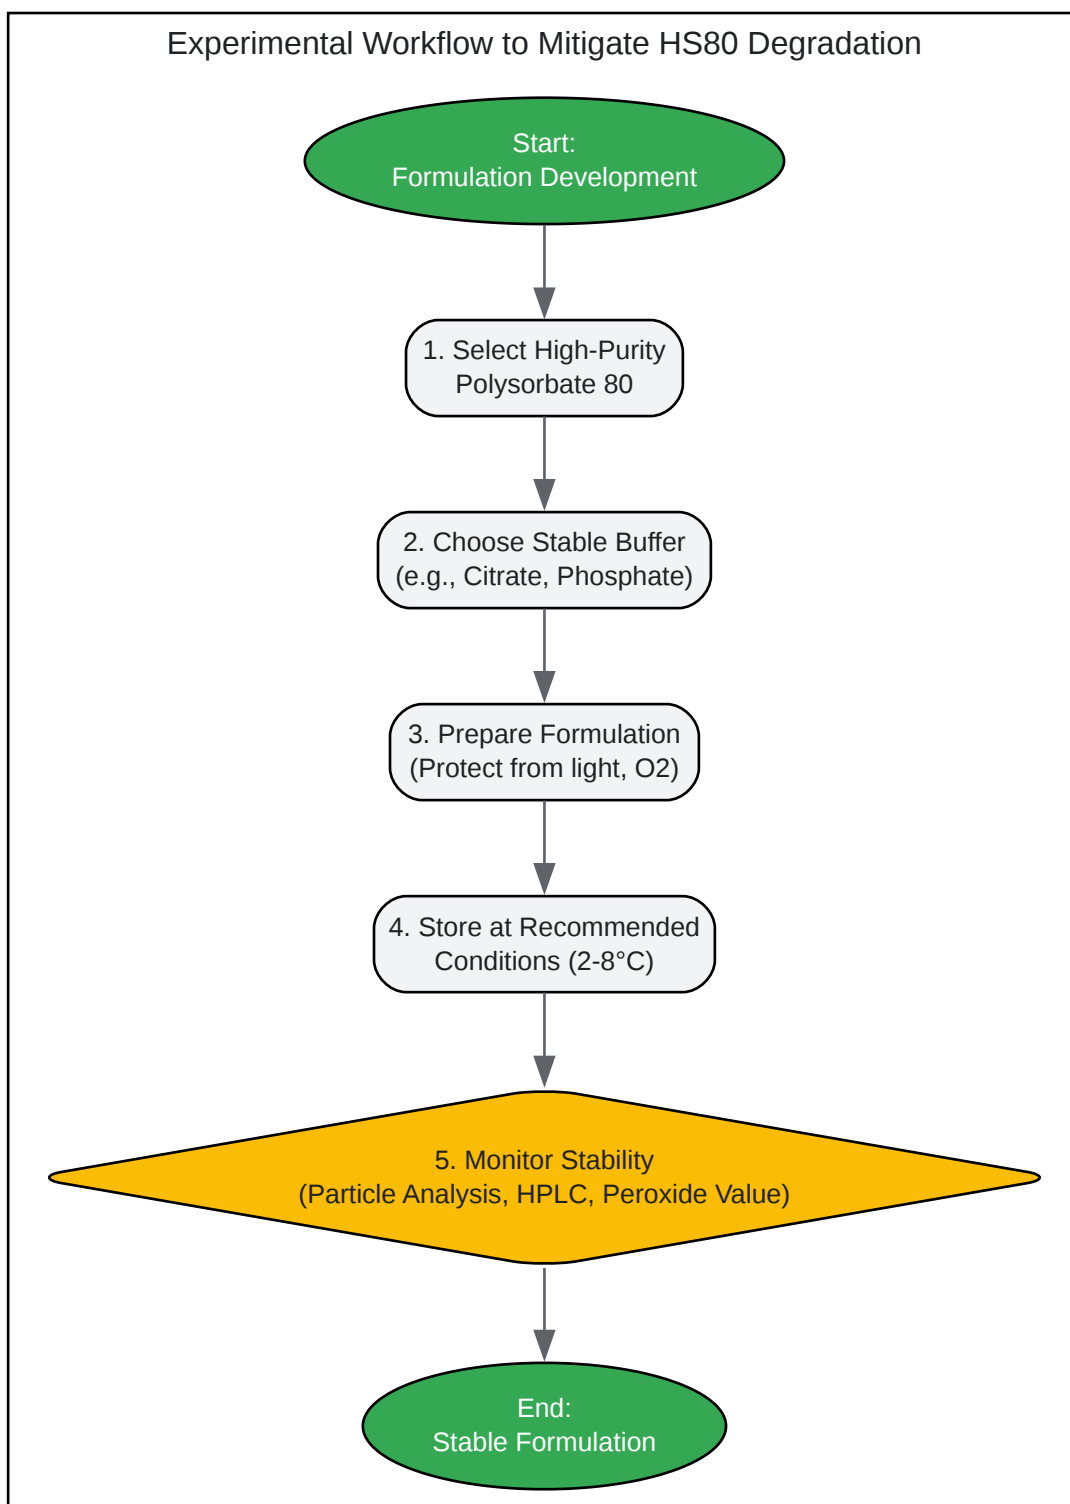 Experimental Workflow to Mitigate HS80 Degradation
Start:
Formulation Development
1. Select High-Purity
Polysorbate 80
2. Choose Stable Buffer
(e.g., Citrate, Phosphate)
3. Prepare Formulation
(Protect from light, O2)
4. Store at Recommended
Conditions (2-8°C)
5. Monitor Stability
(Particle Analysis, HPLC, Peroxide Value)
End:
Stable Formulation